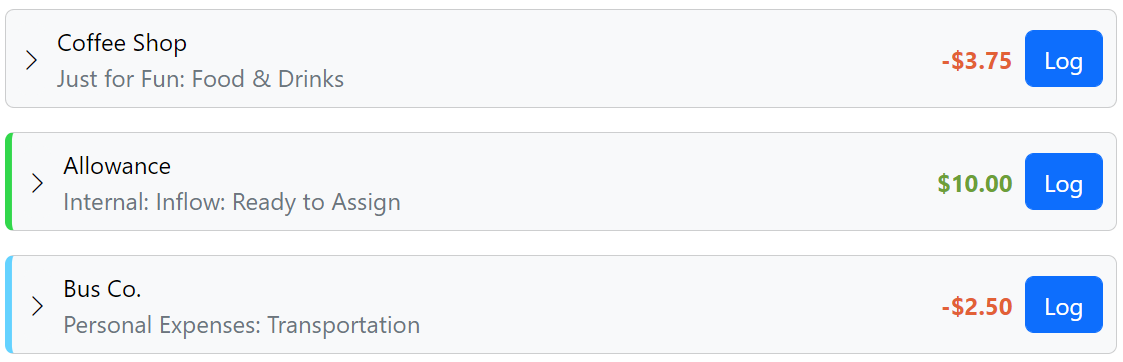 Coffee Shop
Just for Fun: Food & Drinks
-$3.75
Log
Allowance
Internal: Inflow: Ready to Assign
$10.00
Log
Bus Co.
Personal Expenses: Transportation
-$2.50
Log